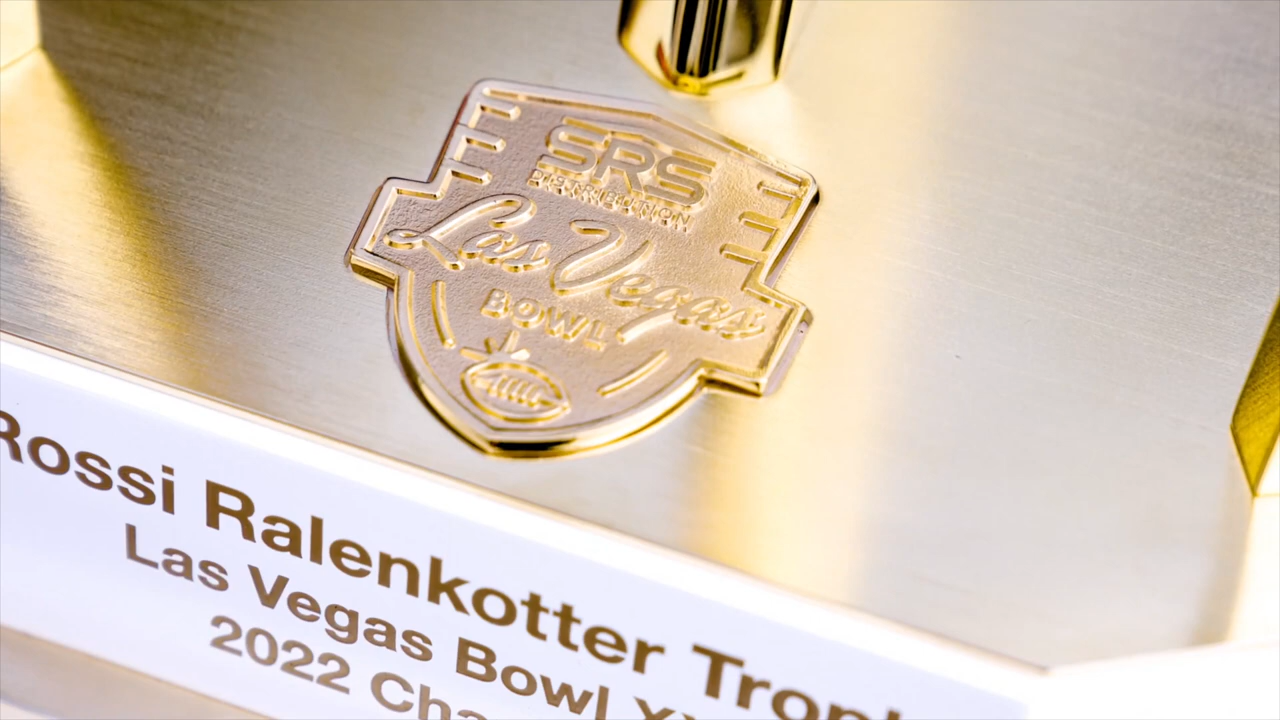 SRS
DISTRIBUTION
Las Vegas
BOWL
Rossi Ralenkotter
Las Vegas Bowl
2022